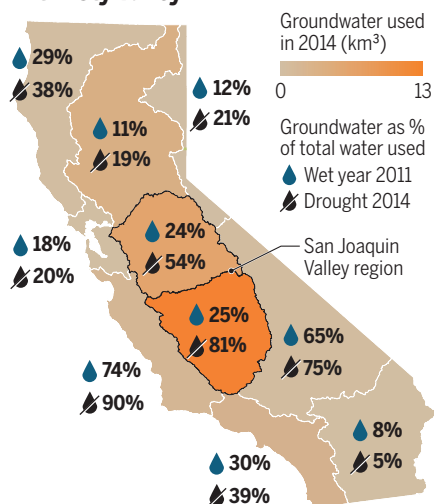 Groundwater used
in 2014 (km³)
0 13
Groundwater as %
of total water used
Wet year 2011
Drought 2014
29%
38%
12%
21%
11%
19%
18%
20%
24%
54%
San Joaquin
Valley region
25%
81%
65%
75%
74%
90%
8%
5%
30%
39%